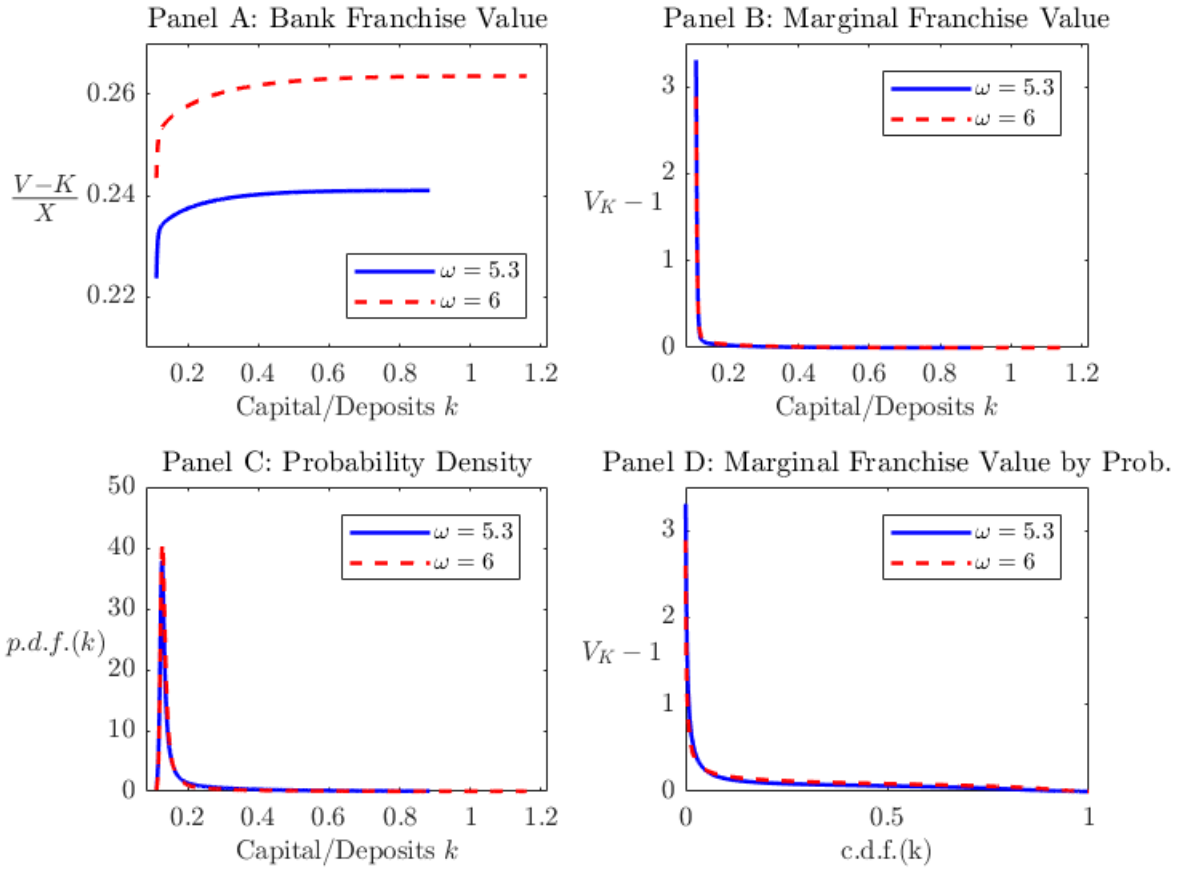 Panel A: Bank Franchise Value
0.26
0.24
0.22
V−K
X
ω = 5.3
ω = 6
0.2 0.4 0.6 0.8 1 1.2
Capital/Deposits k
Panel B: Marginal Franchise Value
3
2
1
0
V_K − 1
ω = 5.3
ω = 6
0.2 0.4 0.6 0.8 1 1.2
Capital/Deposits k
Panel C: Probability Density
50
40
30
20
10
0
p.d.f.(k)
ω = 5.3
ω = 6
0.2 0.4 0.6 0.8 1 1.2
Capital/Deposits k
Panel D: Marginal Franchise Value by Prob.
3
2
1
0
V_K − 1
ω = 5.3
ω = 6
0 0.5 1
c.d.f.(k)